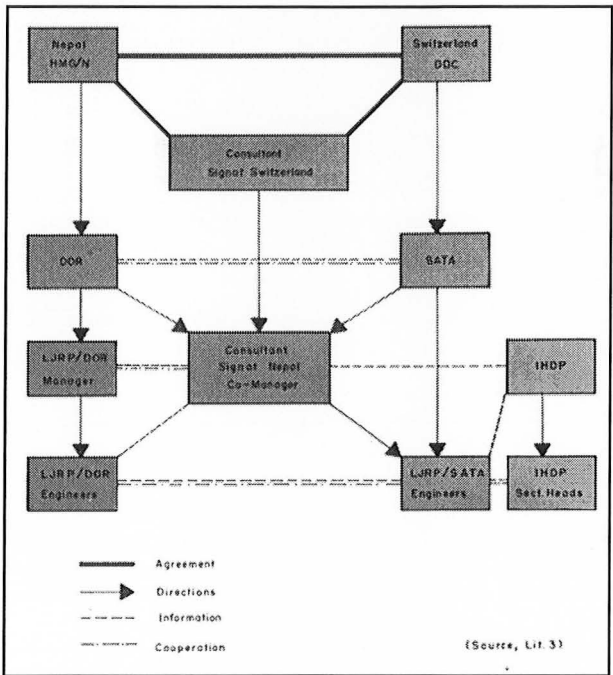 Nepal
HMG/N
Switzerland
DDC
Consultant
Signat Switzerland
DOR
SATA
LJRP/DOR
Manager
Consultant
Signat Nepal
Co-Manager
IHDP
LJRP/DOR
Engineers
LJRP/SATA
Engineers
IHDP
Sect. Heads
Agreement
Directions
Information
Cooperation
(Source, Lit. 3)